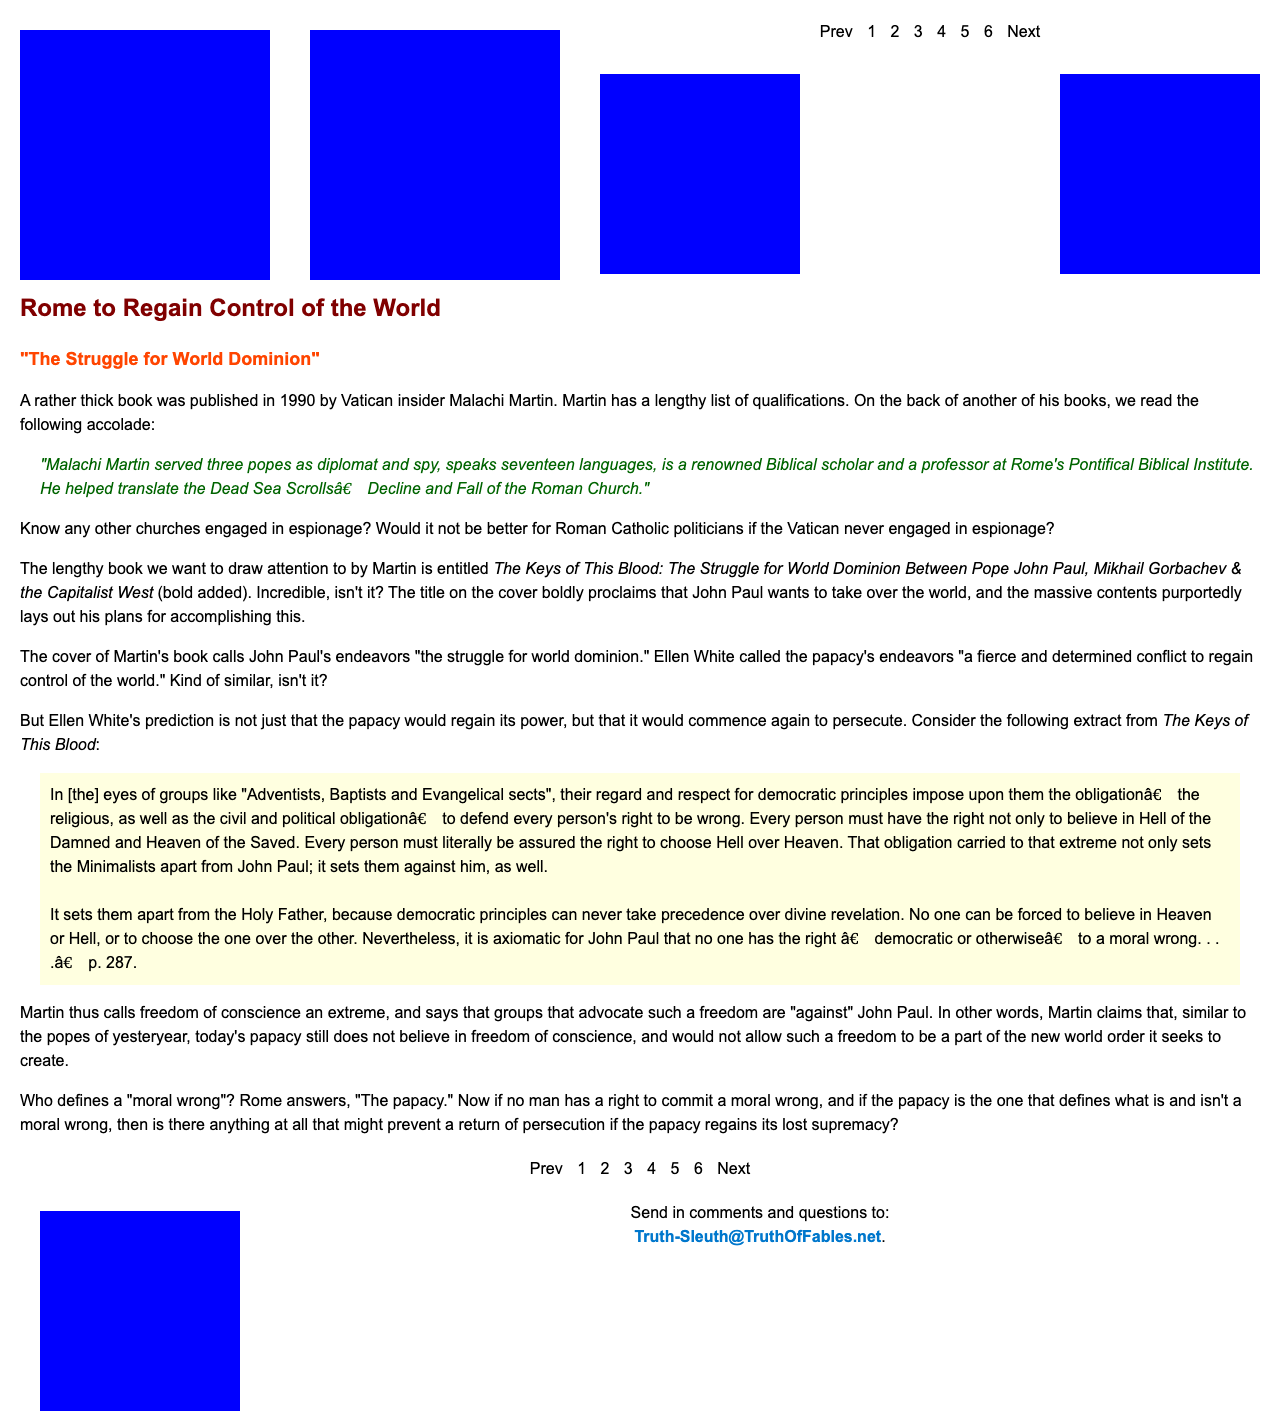 Prev 1 2 3 4 5 6 Next
Rome to Regain Control of the World
"The Struggle for World Dominion"
A rather thick book was published in 1990 by Vatican insider Malachi Martin. Martin has a lengthy list of qualifications. On the back of another of his books, we read the
following accolade:
"Malachi Martin served three popes as diplomat and spy, speaks seventeen languages, is a renowned Biblical scholar and a professor at Rome's Pontifical Biblical Institute.
He helped translate the Dead Sea Scrollsâ€ Decline and Fall of the Roman Church."
Know any other churches engaged in espionage? Would it not be better for Roman Catholic politicians if the Vatican never engaged in espionage?
The lengthy book we want to draw attention to by Martin is entitled The Keys of This Blood: The Struggle for World Dominion Between Pope John Paul, Mikhail Gorbachev &
the Capitalist West (bold added). Incredible, isn't it? The title on the cover boldly proclaims that John Paul wants to take over the world, and the massive contents purportedly
lays out his plans for accomplishing this.
The cover of Martin's book calls John Paul's endeavors "the struggle for world dominion." Ellen White called the papacy's endeavors "a fierce and determined conflict to regain
control of the world." Kind of similar, isn't it?
But Ellen White's prediction is not just that the papacy would regain its power, but that it would commence again to persecute. Consider the following extract from The Keys of
This Blood:
In [the] eyes of groups like "Adventists, Baptists and Evangelical sects", their regard and respect for democratic principles impose upon them the obligationâ€ the
religious, as well as the civil and political obligationâ€ to defend every person's right to be wrong. Every person must have the right not only to believe in Hell of the
Damned and Heaven of the Saved. Every person must literally be assured the right to choose Hell over Heaven. That obligation carried to that extreme not only sets
the Minimalists apart from John Paul; it sets them against him, as well.
It sets them apart from the Holy Father, because democratic principles can never take precedence over divine revelation. No one can be forced to believe in Heaven
or Hell, or to choose the one over the other. Nevertheless, it is axiomatic for John Paul that no one has the right â€ democratic or otherwiseâ€ to a moral wrong. . .
.â€ p. 287.
Martin thus calls freedom of conscience an extreme, and says that groups that advocate such a freedom are "against" John Paul. In other words, Martin claims that, similar to
the popes of yesteryear, today's papacy still does not believe in freedom of conscience, and would not allow such a freedom to be a part of the new world order it seeks to
create.
Who defines a "moral wrong"? Rome answers, "The papacy." Now if no man has a right to commit a moral wrong, and if the papacy is the one that defines what is and isn't a
moral wrong, then is there anything at all that might prevent a return of persecution if the papacy regains its lost supremacy?
Prev 1 2 3 4 5 6 Next
Send in comments and questions to:
Truth-Sleuth@TruthOfFables.net.